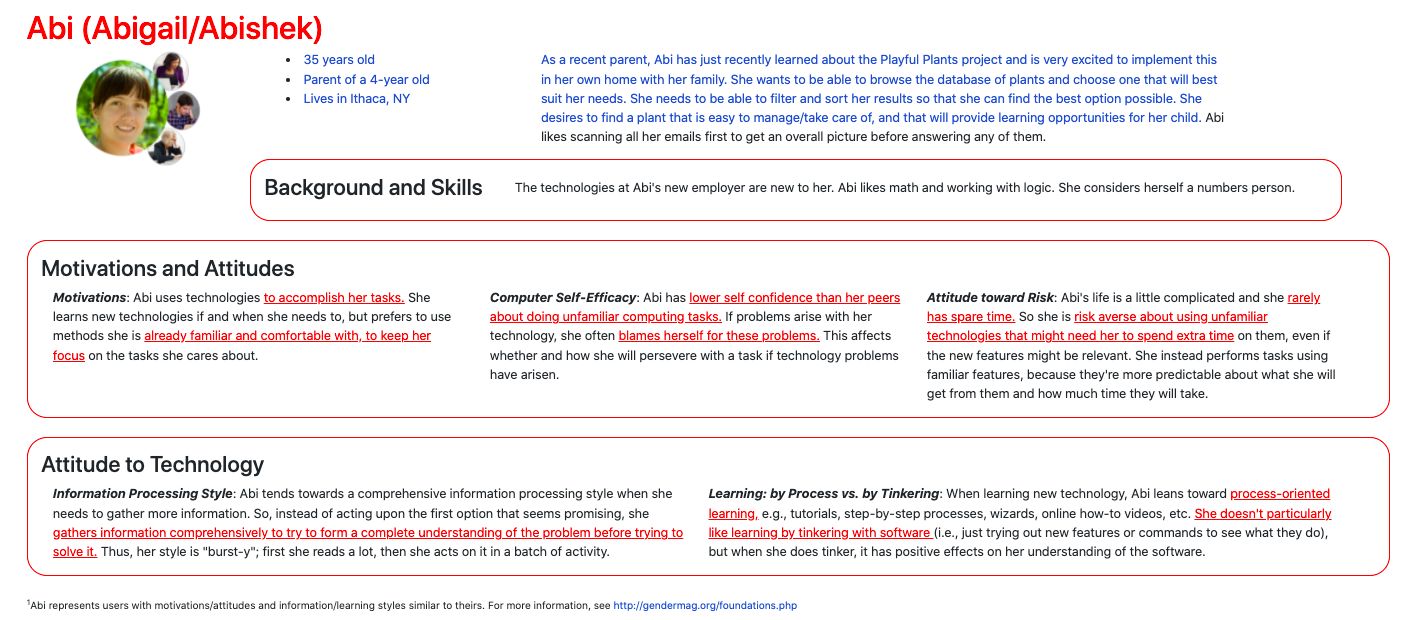 Abi (Abigail/Abishek)
• 35 years old
• Parent of a 4-year old
• Lives in Ithaca, NY
As a recent parent, Abi has just recently learned about the Playful Plants project and is very excited to implement this
in her own home with her family. She wants to be able to browse the database of plants and choose one that will best
suit her needs. She needs to be able to filter and sort her results so that she can find the best option possible. She
desires to find a plant that is easy to manage/take care of, and that will provide learning opportunities for her child. Abi
likes scanning all her emails first to get an overall picture before answering any of them.
Background and Skills
The technologies at Abi's new employer are new to her. Abi likes math and working with logic. She considers herself a numbers person.
Motivations and Attitudes
Motivations: Abi uses technologies to accomplish her tasks. She
learns new technologies if and when she needs to, but prefers to use
methods she is already familiar and comfortable with, to keep her
focus on the tasks she cares about.
Computer Self-Efficacy: Abi has lower self confidence than her peers
about doing unfamiliar computing tasks. If problems arise with her
technology, she often blames herself for these problems. This affects
whether and how she will persevere with a task if technology problems
have arisen.
Attitude toward Risk: Abi's life is a little complicated and she rarely
has spare time. So she is risk averse about using unfamiliar
technologies that might need her to spend extra time on them, even if
the new features might be relevant. She instead performs tasks using
familiar features, because they're more predictable about what she will
get from them and how much time they will take.
Attitude to Technology
Information Processing Style: Abi tends towards a comprehensive information processing style when she
needs to gather more information. So, instead of acting upon the first option that seems promising, she
gathers information comprehensively to try to form a complete understanding of the problem before trying to
solve it. Thus, her style is "burst-y"; first she reads a lot, then she acts on it in a batch of activity.
Learning: by Process vs. by Tinkering: When learning new technology, Abi leans toward process-oriented
learning, e.g., tutorials, step-by-step processes, wizards, online how-to videos, etc. She doesn't particularly
like learning by tinkering with software (i.e., just trying out new features or commands to see what they do),
but when she does tinker, it has positive effects on her understanding of the software.
¹Abi represents users with motivations/attitudes and information/learning styles similar to theirs. For more information, see http://gendermag.org/foundations.php